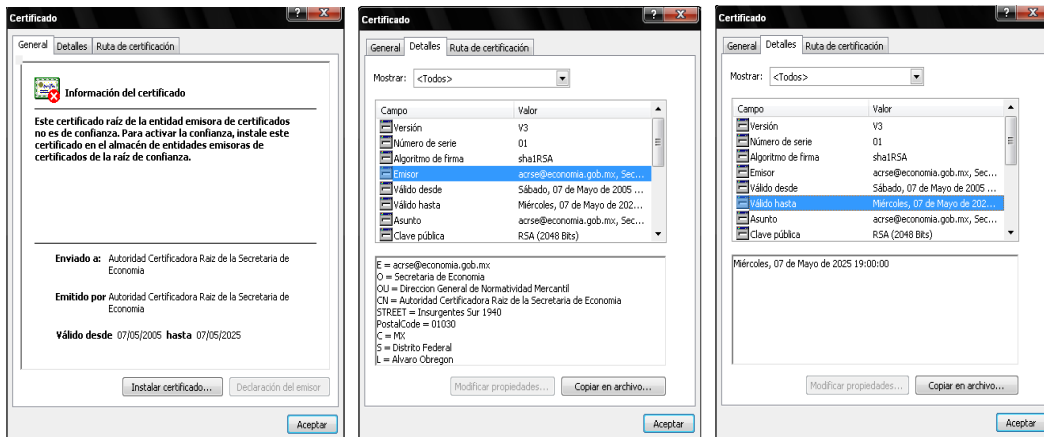 Certificado
General Detalles Ruta de certificación
Información del certificado
Este certificado raíz de la entidad emisora de certificados
no es de confianza. Para activar la confianza, instale este
certificado en el almacén de entidades emisoras de
certificados de la raíz de confianza.
Enviado a: Autoridad Certificadora Raiz de la Secretaria de
Economia
Emitido por Autoridad Certificadora Raiz de la Secretaria de
Economia
Válido desde 07/05/2005 hasta 07/05/2025
Instalar certificado... Declaración del emisor
Aceptar
Certificado
General Detalles Ruta de certificación
Mostrar: <Todos>
Campo Valor
Versión V3
Número de serie 01
Algoritmo de firma sha1RSA
Emisor acrse@economia.gob.mx, Sec...
Válido desde Sábado, 07 de Mayo de 2005 ...
Válido hasta Miércoles, 07 de Mayo de 202...
Asunto acrse@economia.gob.mx, Sec...
Clave pública RSA (2048 Bits)
E = acrse@economia.gob.mx
O = Secretaria de Economia
OU = Direccion General de Normatividad Mercantil
CN = Autoridad Certificadora Raiz de la Secretaria de Economia
STREET = Insurgentes Sur 1940
PostalCode = 01030
C = MX
S = Distrito Federal
L = Alvaro Obregon
Modificar propiedades... Copiar en archivo...
Aceptar
Certificado
General Detalles Ruta de certificación
Mostrar: <Todos>
Campo Valor
Versión V3
Número de serie 01
Algoritmo de firma sha1RSA
Emisor acrse@economia.gob.mx, Sec...
Válido desde Sábado, 07 de Mayo de 2005 ...
Válido hasta Miércoles, 07 de Mayo de 202...
Asunto acrse@economia.gob.mx, Sec...
Clave pública RSA (2048 Bits)
Miércoles, 07 de Mayo de 2025 19:00:00
Modificar propiedades... Copiar en archivo...
Aceptar